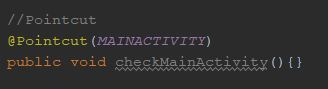 //Pointcut
@Pointcut(MAINACTIVITY)
public void checkMainActivity(){}